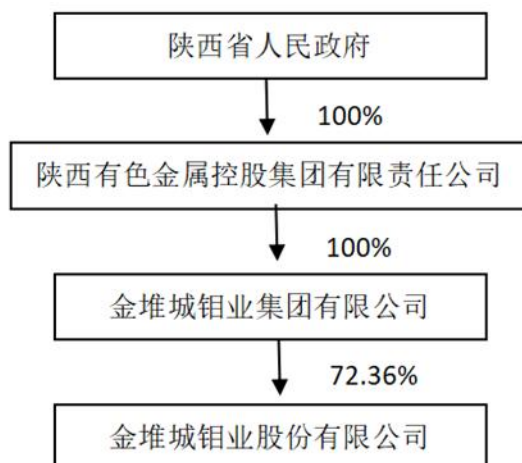 陕西省人民政府
100%
陕西有色金属控股集团有限责任公司
100%
金堆城钼业集团有限公司
72.36%
金堆城钼业股份有限公司